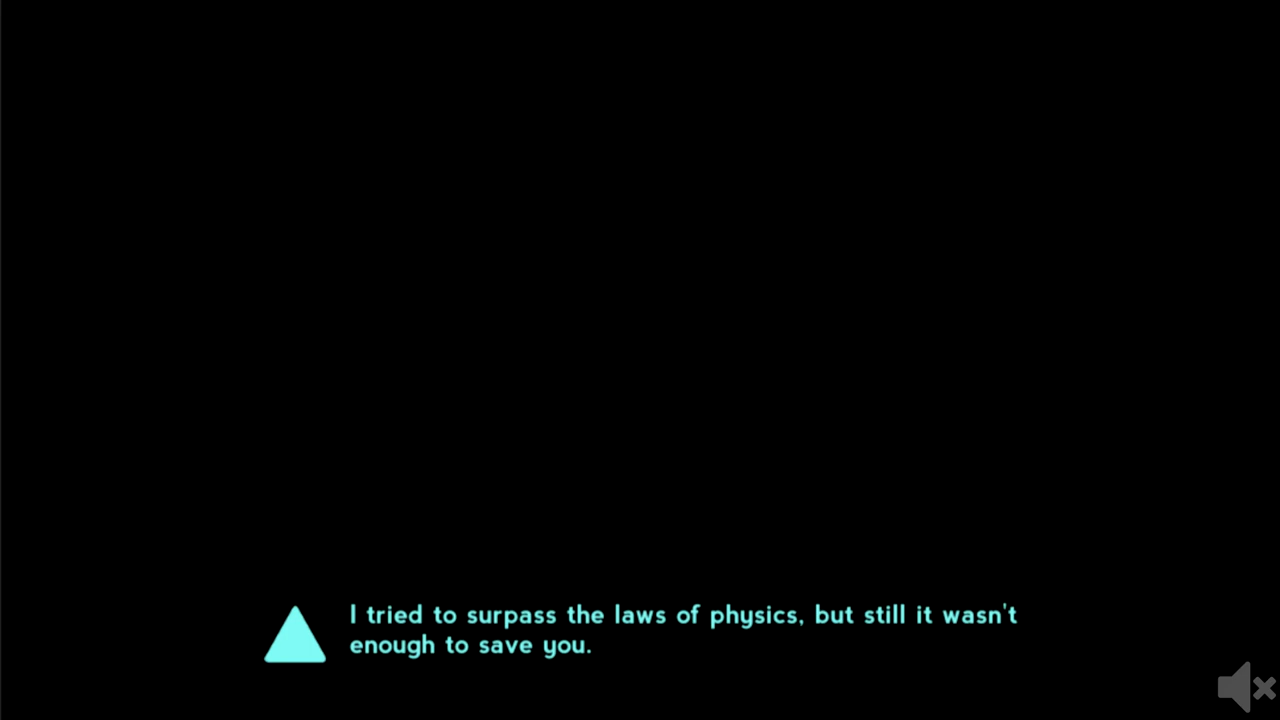 I tried to surpass the laws of physics, but still it wasn't
enough to save you.